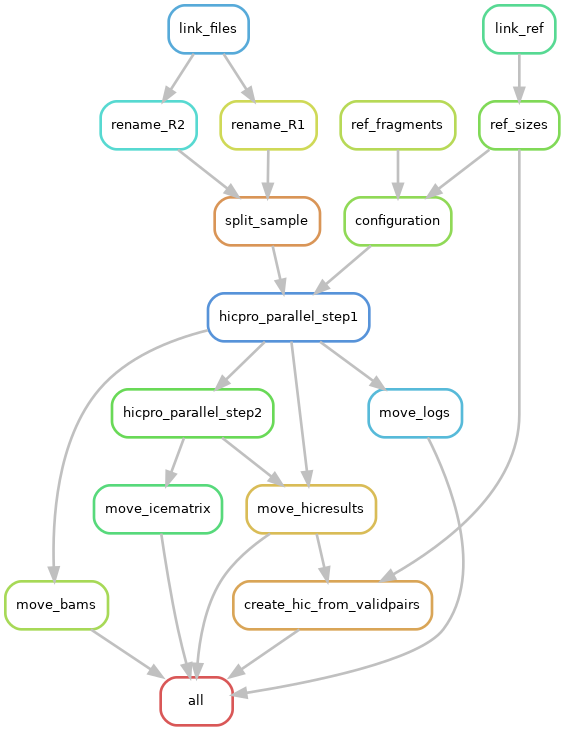 link_files
link_ref
rename_R2
rename_R1
ref_fragments
ref_sizes
split_sample
configuration
hicpro_parallel_step1
hicpro_parallel_step2
move_logs
move_icematrix
move_hicresults
move_bams
create_hic_from_validpairs
all